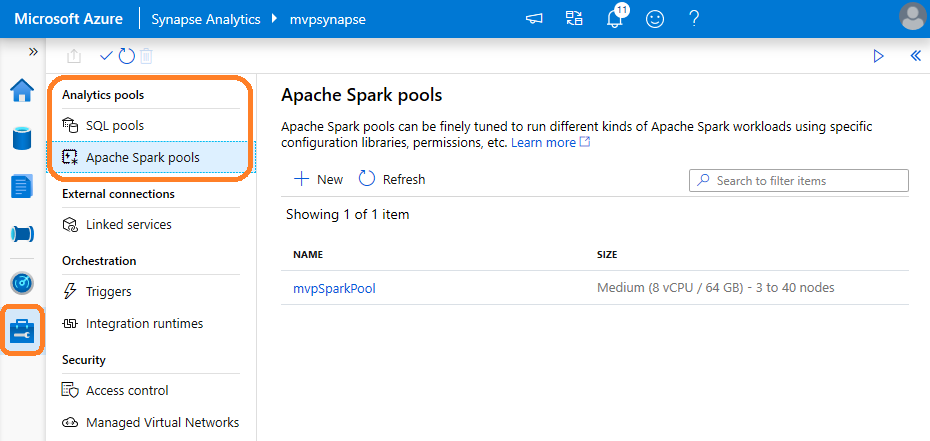 Microsoft Azure
Synapse Analytics
mvpsynapse
11
Analytics pools
SQL pools
Apache Spark pools
External connections
Linked services
Orchestration
Triggers
Integration runtimes
Security
Access control
Managed Virtual Networks
Apache Spark pools
Apache Spark pools can be finely tuned to run different kinds of Apache Spark workloads using specific
configuration libraries, permissions, etc. Learn more
New
Refresh
Search to filter items
Showing 1 of 1 item
NAME
SIZE
mvpSparkPool
Medium (8 vCPU / 64 GB) - 3 to 40 nodes